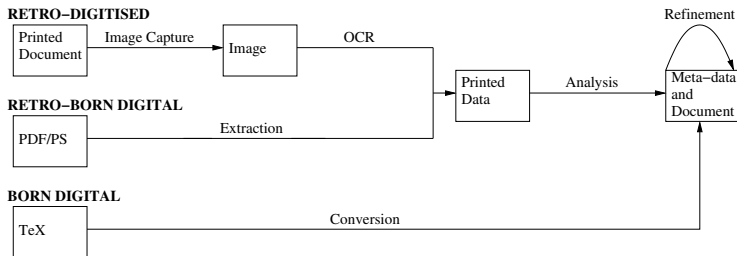 RETRO-DIGITISED
Refinement
Printed
Document
Image Capture
Image
OCR
Printed
Data
Analysis
Meta-data
and
Document
RETRO-BORN DIGITAL
PDF/PS
Extraction
BORN DIGITAL
TeX
Conversion